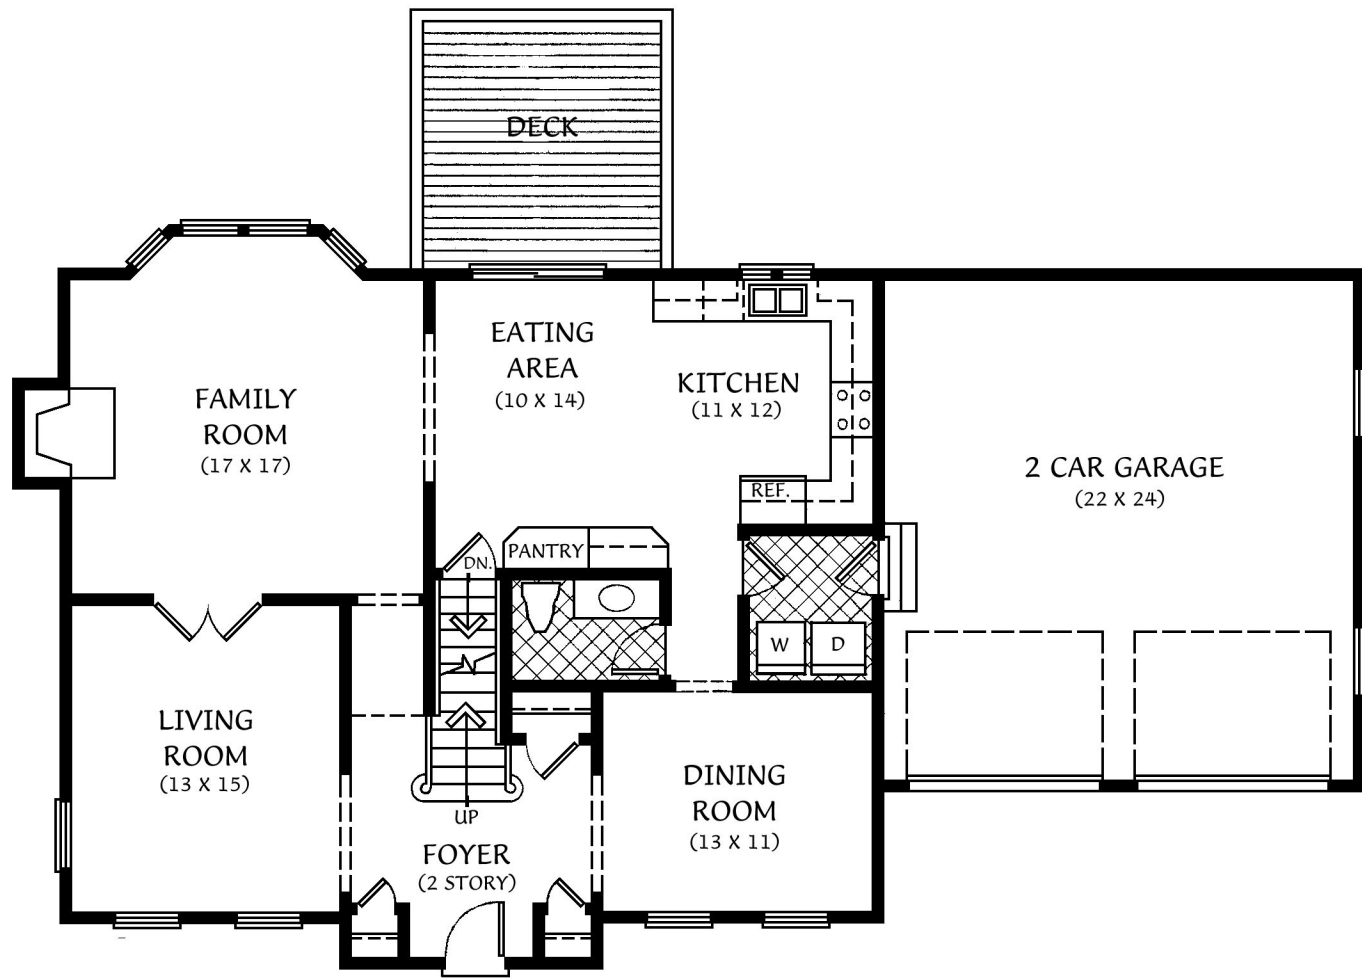 DECK
EATING
AREA
(10 X 14)
KITCHEN
(11 X 12)
FAMILY
ROOM
(17 X 17)
2 CAR GARAGE
(22 X 24)
REF.
PANTRY
DN.
W
D
LIVING
ROOM
(13 X 15)
DINING
ROOM
(13 X 11)
UP
FOYER
(2 STORY)